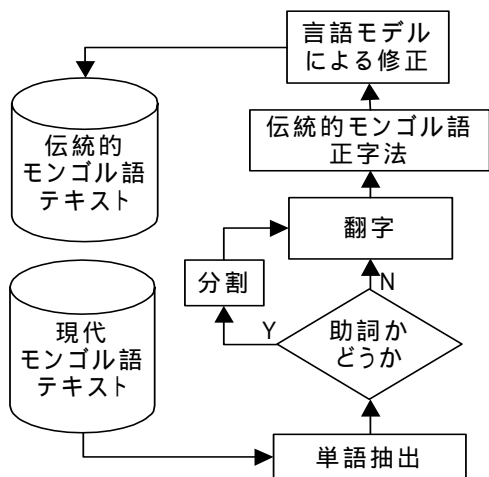 言語モデル
による修正
伝統的
モンゴル語
テキスト
伝統的モンゴル語
正字法
翻字
分割
N
Y
助詞か
どうか
現代
モンゴル語
テキスト
単語抽出